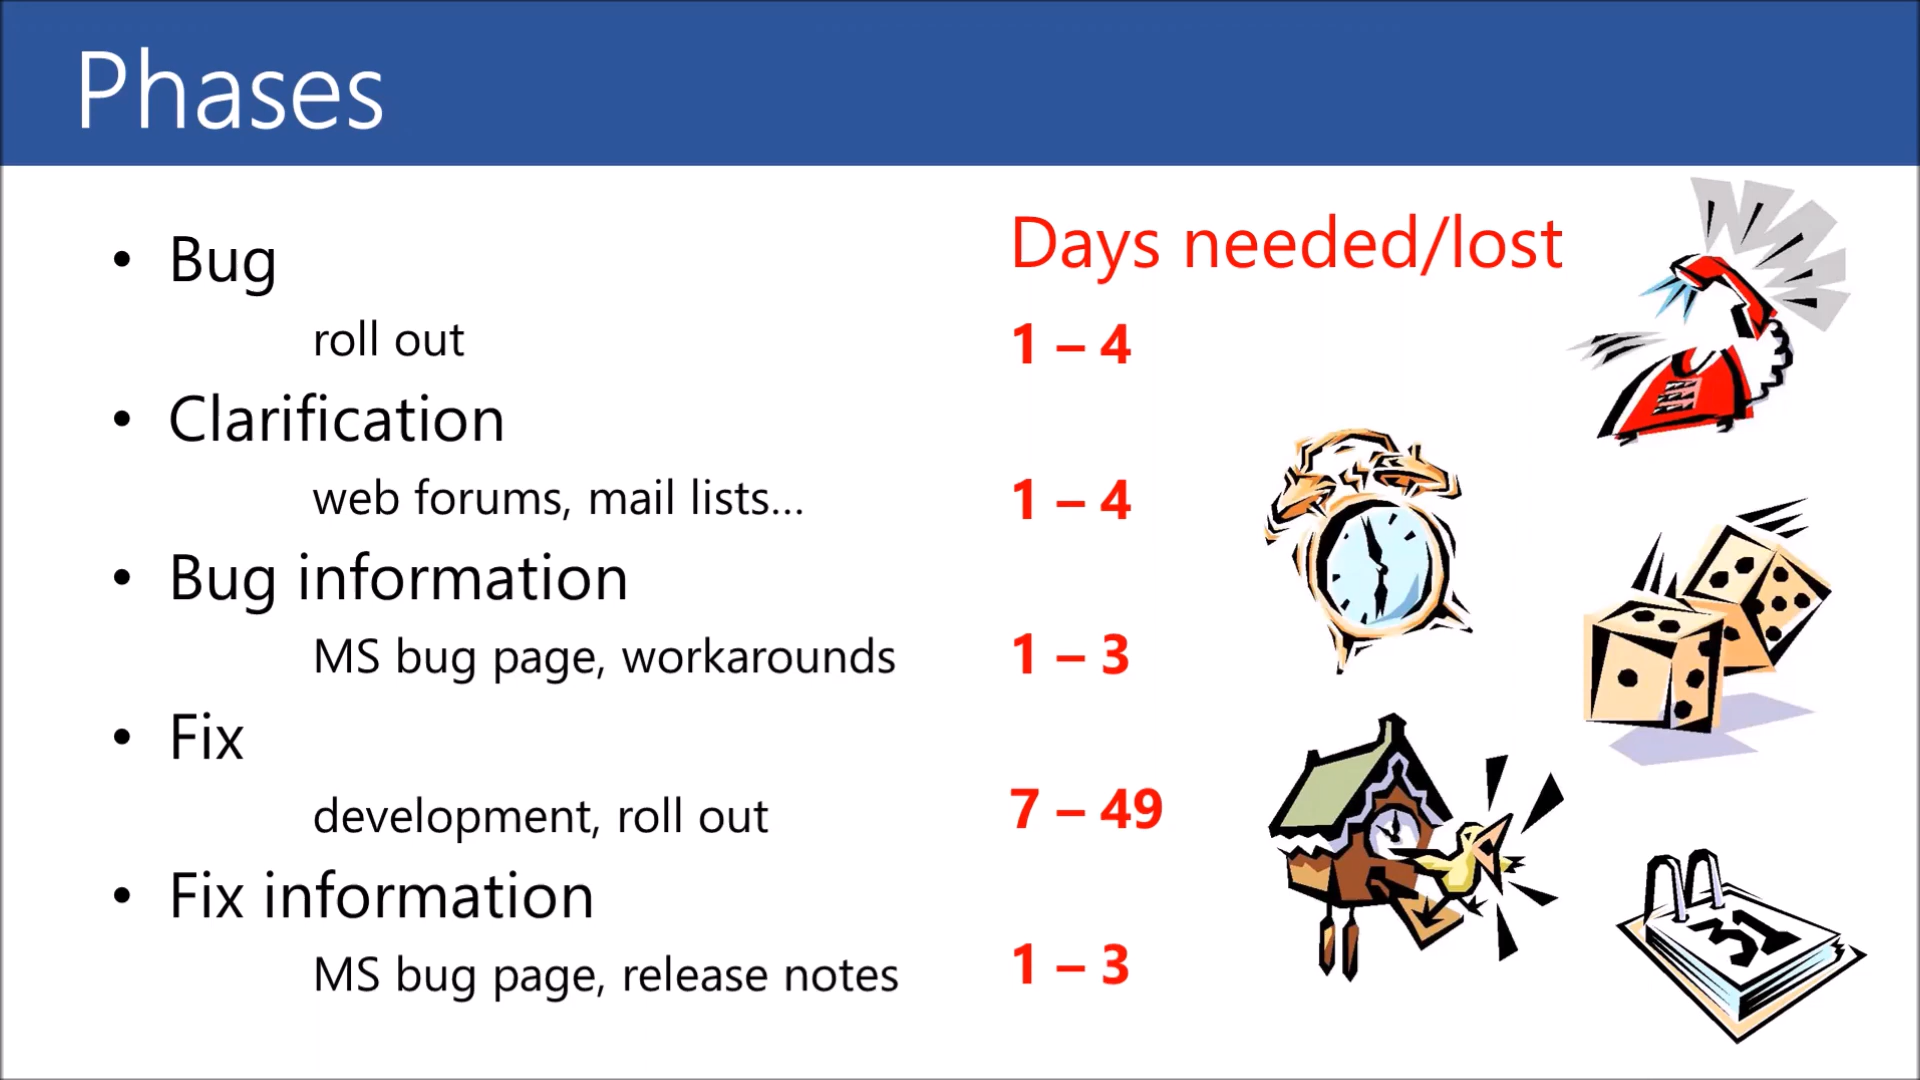 Phases
Days needed/lost
• Bug
roll out
1 – 4
• Clarification
web forums, mail lists...
1 – 4
• Bug information
MS bug page, workarounds
1 – 3
• Fix
development, roll out
7 – 49
• Fix information
MS bug page, release notes
1 – 3
31